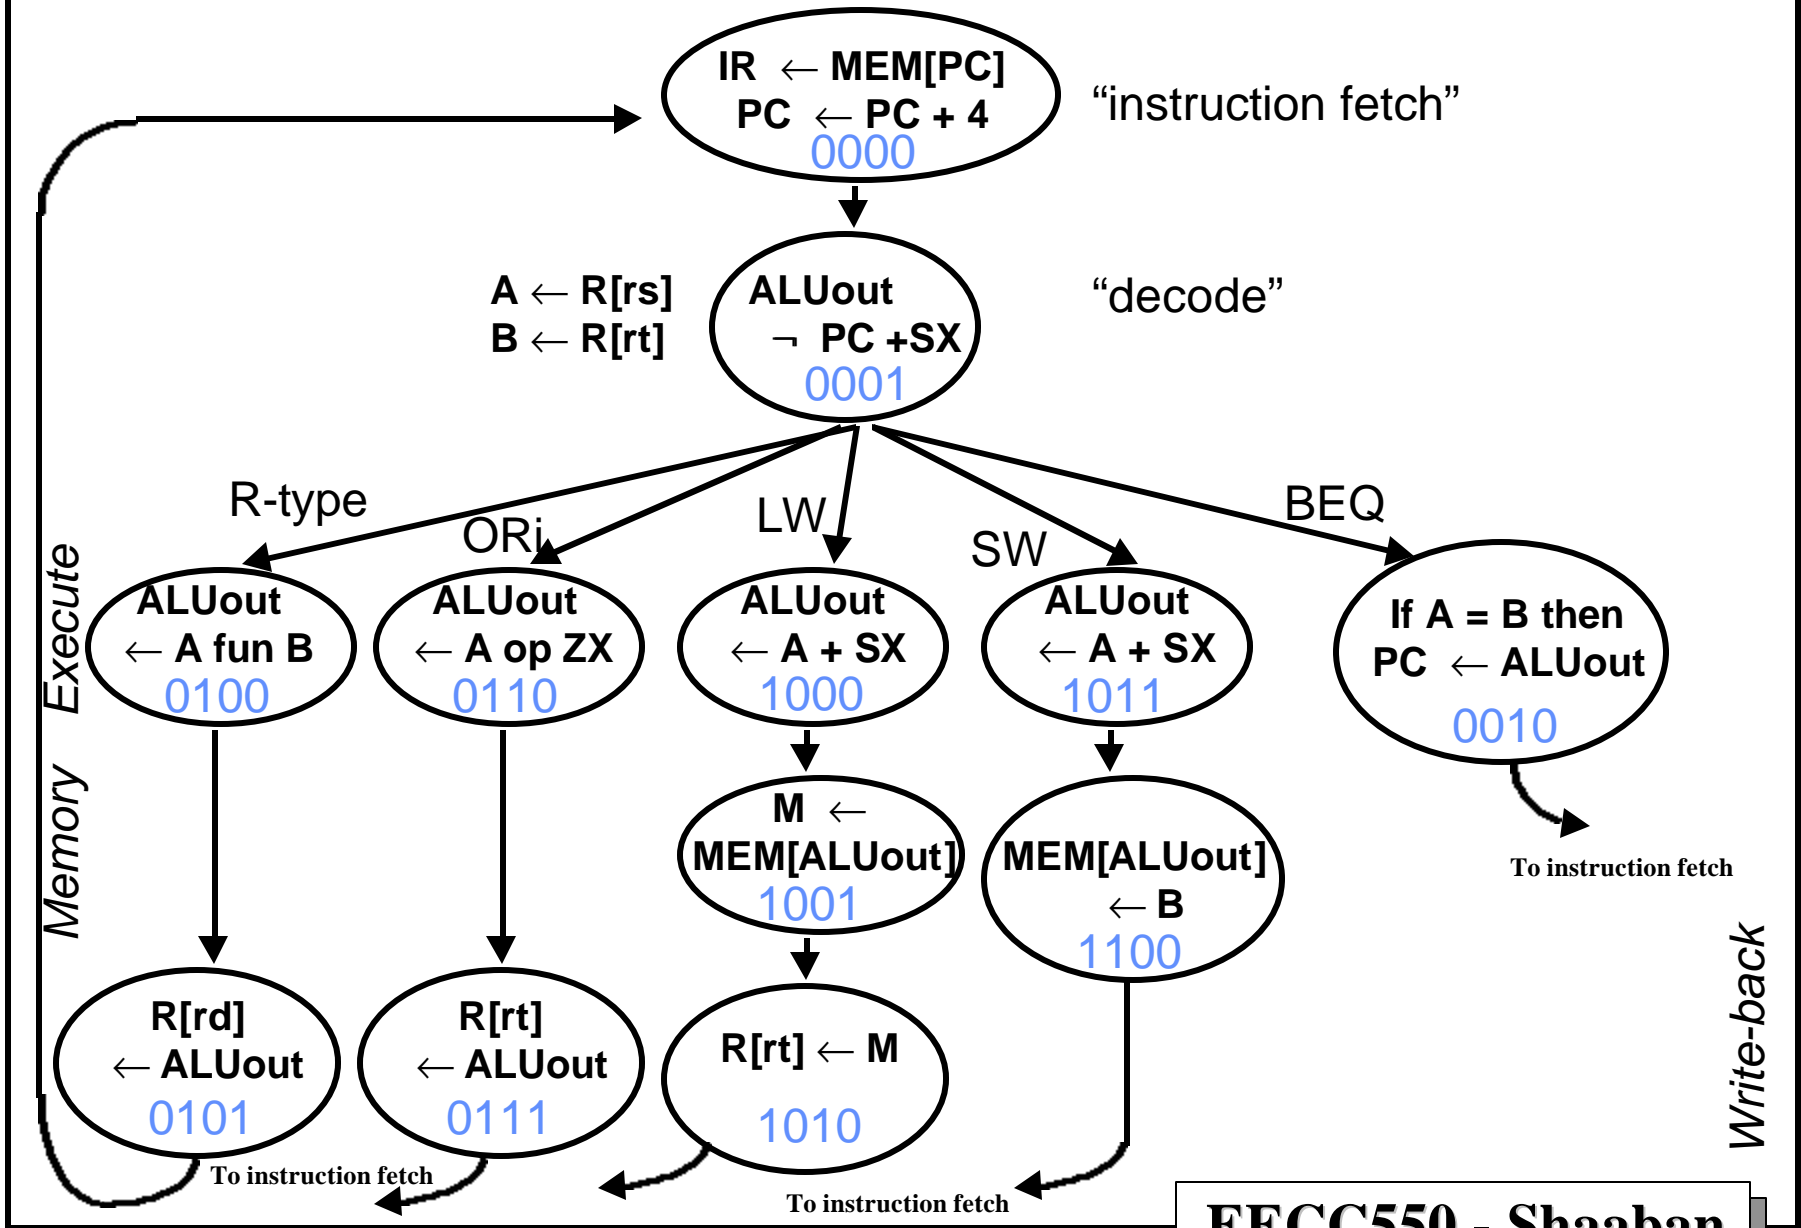 IR ← MEM[PC]
PC ← PC + 4
0000
“instruction fetch”
A ← R[rs]
B ← R[rt]
ALUout
¬ PC +SX
0001
“decode”
R-type
ORi
LW
SW
BEQ
Execute
ALUout
← A fun B
0100
ALUout
← A op ZX
0110
ALUout
← A + SX
1000
ALUout
← A + SX
1011
If A = B then
PC ← ALUout
0010
To instruction fetch
Memory
M ←
MEM[ALUout]
1001
MEM[ALUout]
← B
1100
Write-back
R[rd]
← ALUout
0101
R[rt]
← ALUout
0111
R[rt] ← M
1010
To instruction fetch
To instruction fetch
EECC550 - Shaaban